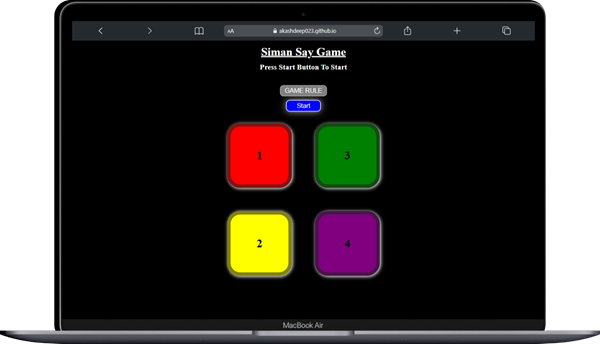 AA
akashdeep023.github.io
Siman Say Game
Press Start Button To Start
GAME RULE
Start
1
3
2
4
MacBook Air